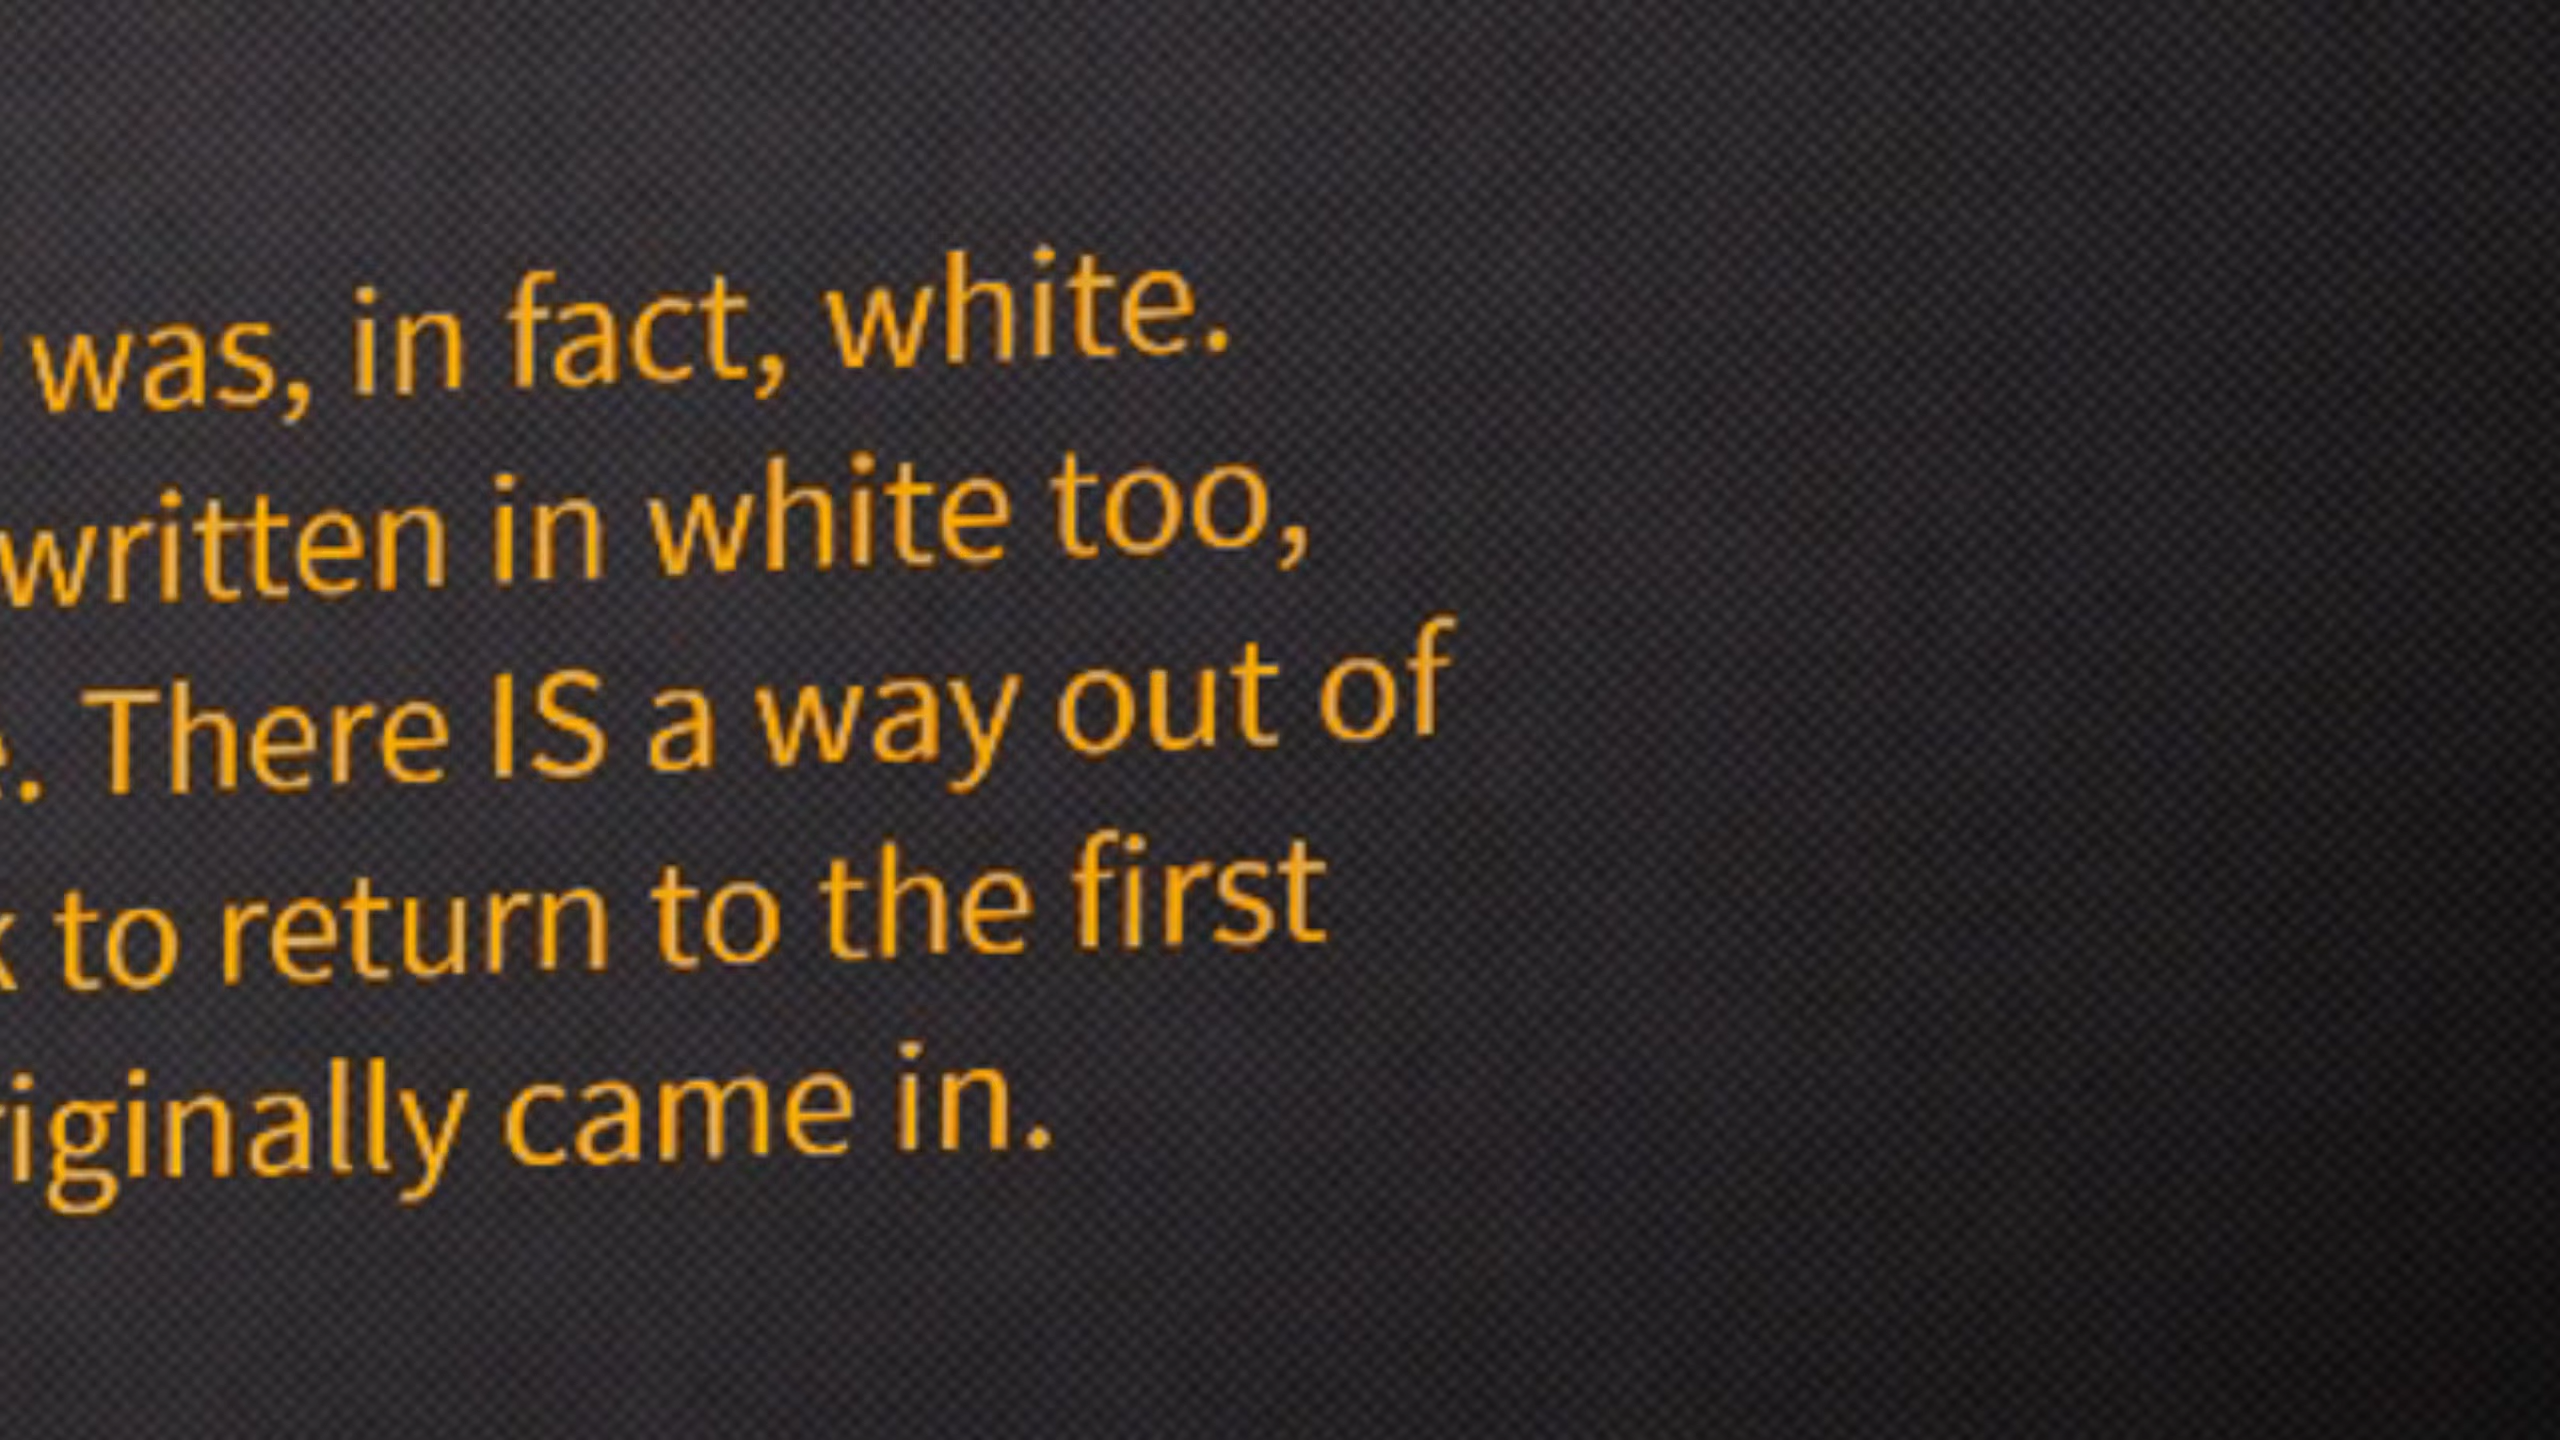 was, in fact, white.
written in white too,
There IS a way out of
to return to the first
came in.